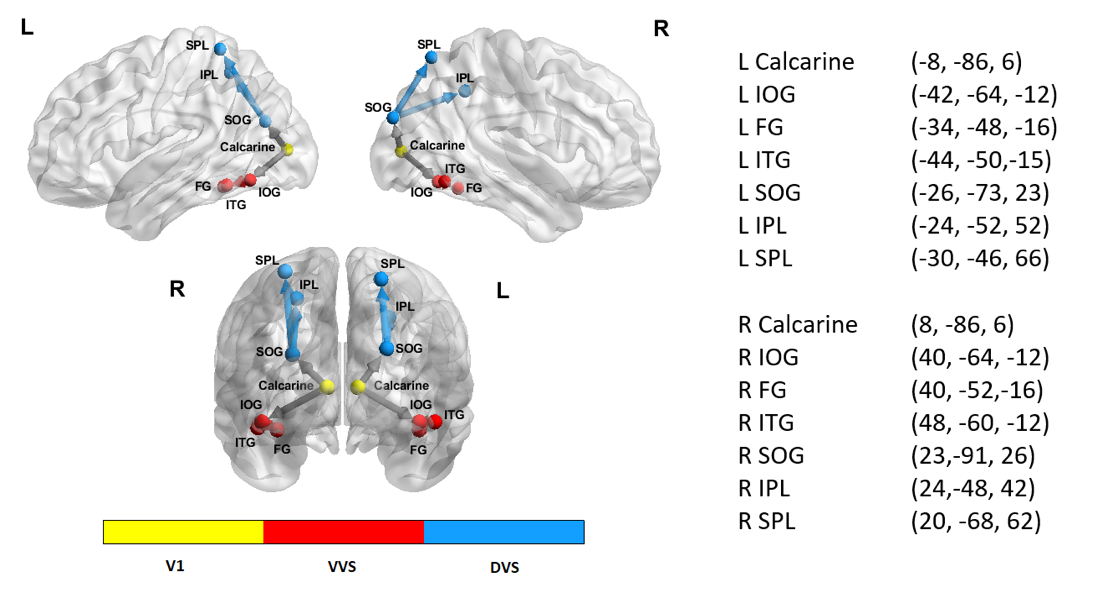 L
R
SPL
IPL
SOG
Calcarine
FG
IOG
ITG
SPL
IPL
SOG
Calcarine
ITG
IOG
FG
R
L
SPL
IPL
SOG
Calcarine
IOG
ITG
FG
SPL
IPL
SOG
Calcarine
IOG
ITG
FG
V1
VVS
DVS
L Calcarine (-8, -86, 6)
L IOG (-42, -64, -12)
L FG (-34, -48, -16)
L ITG (-44, -50,-15)
L SOG (-26, -73, 23)
L IPL (-24, -52, 52)
L SPL (-30, -46, 66)
R Calcarine (8, -86, 6)
R IOG (40, -64, -12)
R FG (40, -52,-16)
R ITG (48, -60, -12)
R SOG (23,-91, 26)
R IPL (24,-48, 42)
R SPL (20, -68, 62)